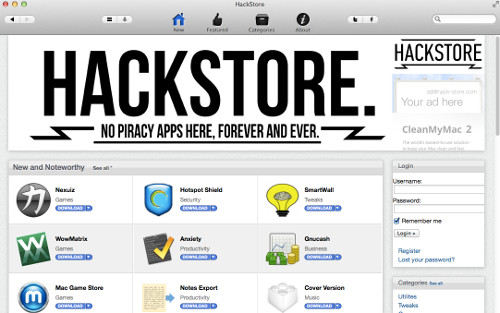 HackStore
New
Featured
Categories
About
HACKSTORE.
NO PIRACY APPS HERE, FOREVER AND EVER.
HACKSTORE
Your ad here
CleanMyMac 2
New and Noteworthy
See all
Nexuiz
Games
DOWNLOAD
Hotspot Shield
Security
DOWNLOAD
SmartWall
Tweaks
DOWNLOAD
WowMatrix
Games
DOWNLOAD
Anxiety
Productivity
DOWNLOAD
Gnucash
Business
DOWNLOAD
Mac Game Store
Games
DOWNLOAD
Notes Export
Productivity
DOWNLOAD
Cover Version
Music
DOWNLOAD
Login
Username:
Password:
Remember me
Login »
Register
Lost your password?
Categories
See all
Utilites
Tweaks